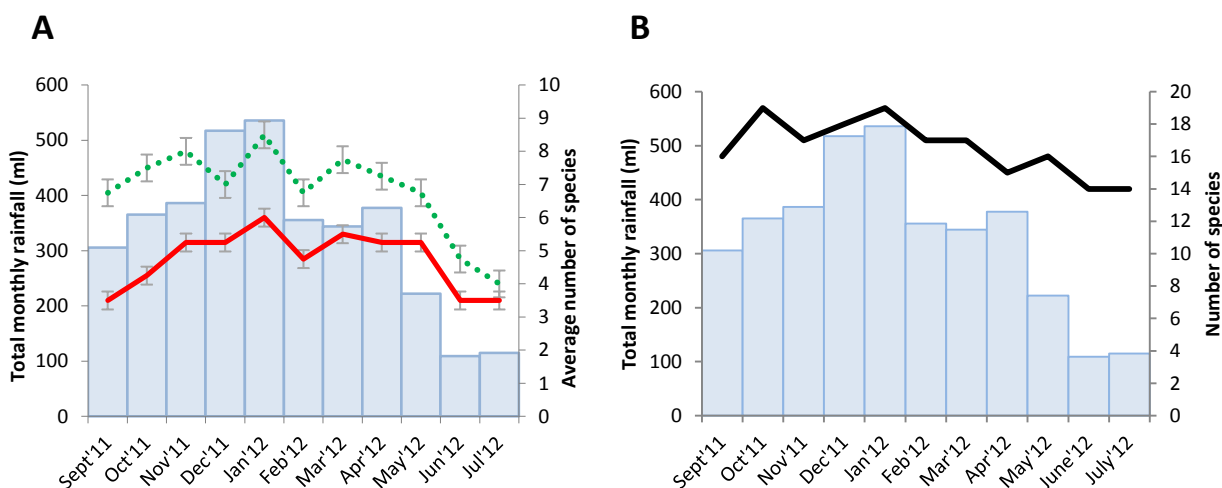 A
Total monthly rainfall (ml)
600
500
400
300
200
100
0
10
9
8
7
6
5
4
3
2
1
0
Average number of species
Sept'11
Oct'11
Nov'11
Dec'11
Jan'12
Feb'12
Mar'12
Apr'12
May'12
Jun'12
Jul'12
B
Total monthly rainfall (ml)
600
500
400
300
200
100
0
20
18
16
14
12
10
8
6
4
2
0
Number of species
Sept'11
Oct'11
Nov'11
Dec'11
Jan'12
Feb'12
Mar'12
Apr'12
May'12
June'12
July'12